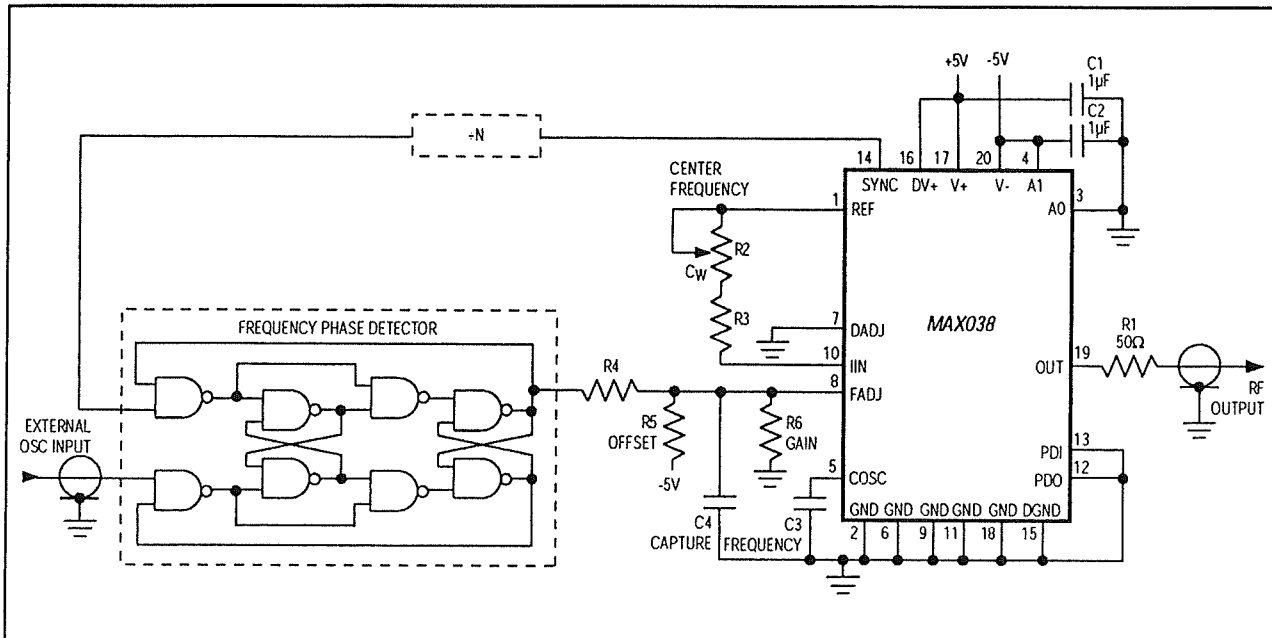 +5V
-5V
C1
1µF
C2
1µF
÷N
14
16
17
20
4
SYNC
DV+
V+
V-
A1
CENTER
FREQUENCY
1
REF
A0
3
R2
CW
R3
7
DADJ
MAX038
10
IIN
R1
50Ω
OUT
19
FREQUENCY PHASE DETECTOR
R4
8
FADJ
RF
OUTPUT
R5
OFFSET
R6
GAIN
-5V
EXTERNAL
OSC INPUT
5
COSC
PDI
13
PDO
12
C4
CAPTURE
C3
FREQUENCY
GND
GND
GND
GND
GND
DGND
2
6
9
11
18
15